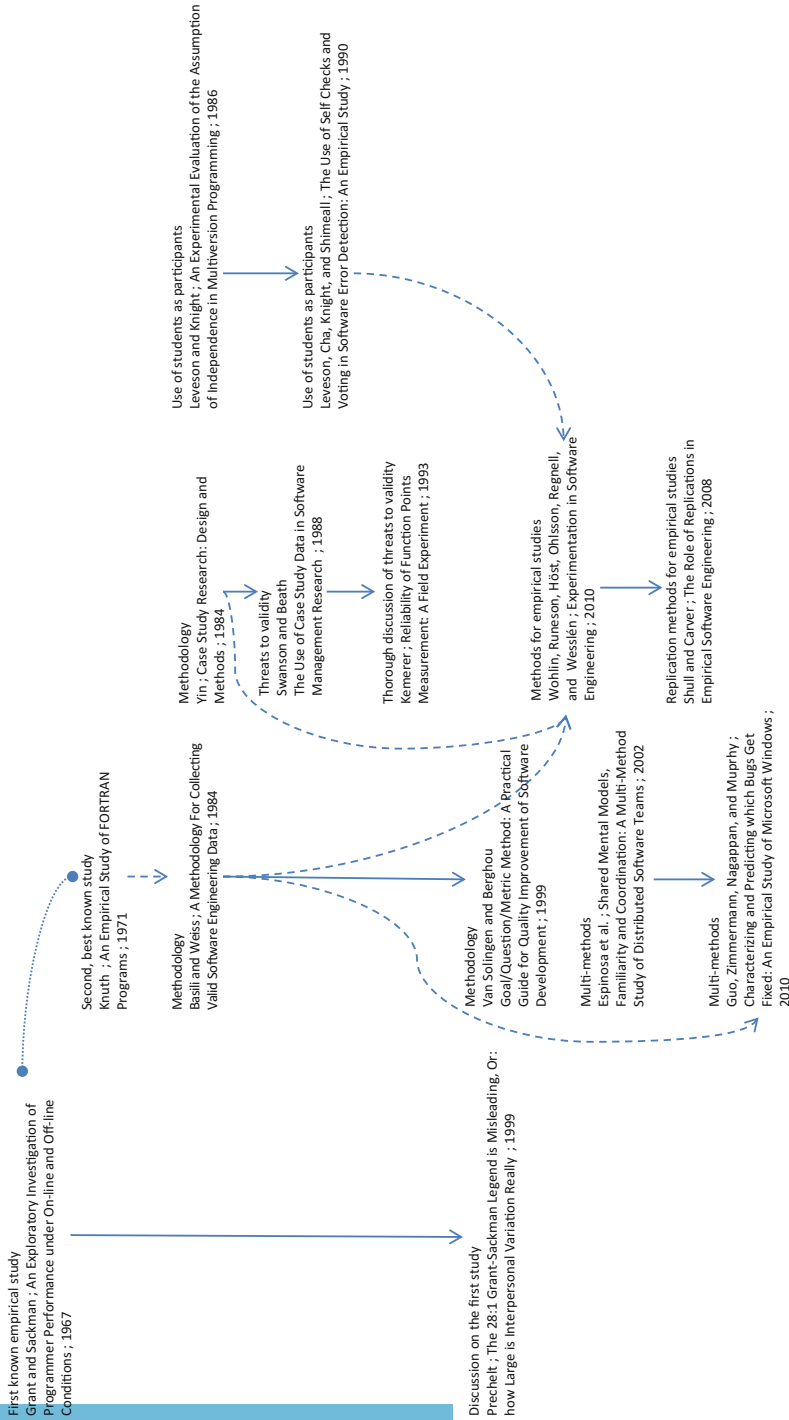 First known empirical study
Grant and Sackman ; An Exploratory Investigation of
Programmer Performance under On-line and Off-line
Conditions ; 1967
Second, best known study
Knuth ; An Empirical Study of FORTRAN
Programs ; 1971
Methodology
Basili and Weiss ; A Methodology For Collecting
Valid Software Engineering Data ; 1984
Methodology
Yin ; Case Study Research: Design and
Methods ; 1984
Use of students as participants
Leveson and Knight ; An Experimental Evaluation of the Assumption
of Independence in Multiversion Programming ; 1986
Threats to validity
Swanson and Beath
The Use of Case Study Data in Software
Management Research ; 1988
Use of students as participants
Leveson, Cha, Knight, and Shimeall ; The Use of Self Checks and
Voting in Software Error Detection: An Empirical Study ; 1990
Thorough discussion of threats to validity
Kemerer ; Reliability of Function Points
Measurement: A Field Experiment ; 1993
Discussion on the first study
Prechelt ; The 28:1 Grant-Sackman Legend is Misleading, Or:
how Large is Interpersonal Variation Really ; 1999
Methodology
Van Solingen and Berghou
Goal/Question/Metric Method: A Practical
Guide for Quality Improvement of Software
Development ; 1999
Methods for empirical studies
Wohlin, Runeson, Höst, Ohlsson, Regnell,
and Wesslén ; Experimentation in Software
Engineering ; 2010
Multi-methods
Espinosa et al. ; Shared Mental Models,
Familiarity and Coordination: A Multi-Method
Study of Distributed Software Teams ; 2002
Replication methods for empirical studies
Shull and Carver ; The Role of Replications in
Empirical Software Engineering ; 2008
Multi-methods
Guo, Zimmermann, Nagappan, and Muprhy ;
Characterizing and Predicting which Bugs Get
Fixed: An Empirical Study of Microsoft Windows ;
2010